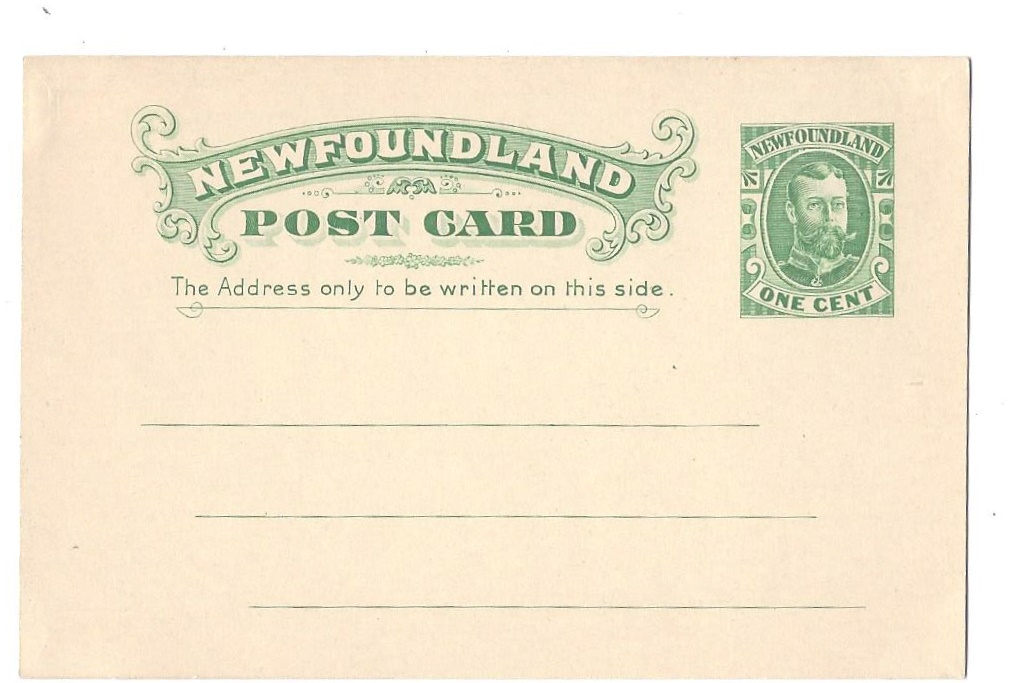 NEWFOUNDLAND
POST CARD
The Address only to be written on this side.
NEWFOUNDLAND
ONE CENT